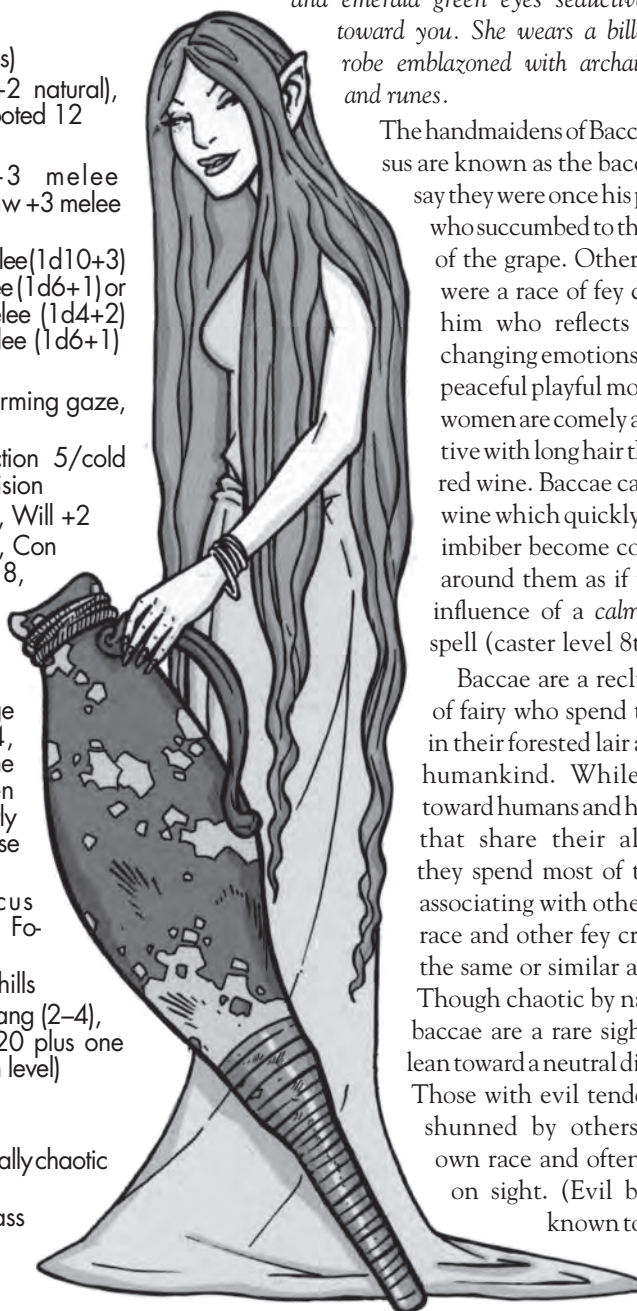 s)
+2 natural),
ooted 12
+3 melee
aw +3 melee
lee (1d10+3)
ee (1d6+1) or
elee (1d4+2)
lee (1d6+1)
rming gaze,
ction 5/cold
ision
, Will +2
, Con
8,
ge
4,
ne
en
rly
se
cus
Fo-
hills
ang (2–4),
20 plus one
level)
ally chaotic
ass
and emerald green eyes seductive
toward you. She wears a bill
robe emblazoned with archai
and runes.
The handmaidens of Bacc
sus are known as the bacc
say they were once his p
who succumbed to th
of the grape. Other
were a race of fey c
him who reflects
changing emotions
peaceful playful mo
women are comely a
tive with long hair th
red wine. Baccae ca
wine which quickly
imbiber become co
around them as if
influence of a calm
spell (caster level 8t
Baccae are a recl
of fairy who spend t
in their forested lair a
humankind. While
toward humans and h
that share their al
they spend most of t
associating with othe
race and other fey cr
the same or similar a
Though chaotic by na
baccae are a rare sigh
lean toward a neutral di
Those with evil tende
shunned by others
own race and often
on sight. (Evil b
known to